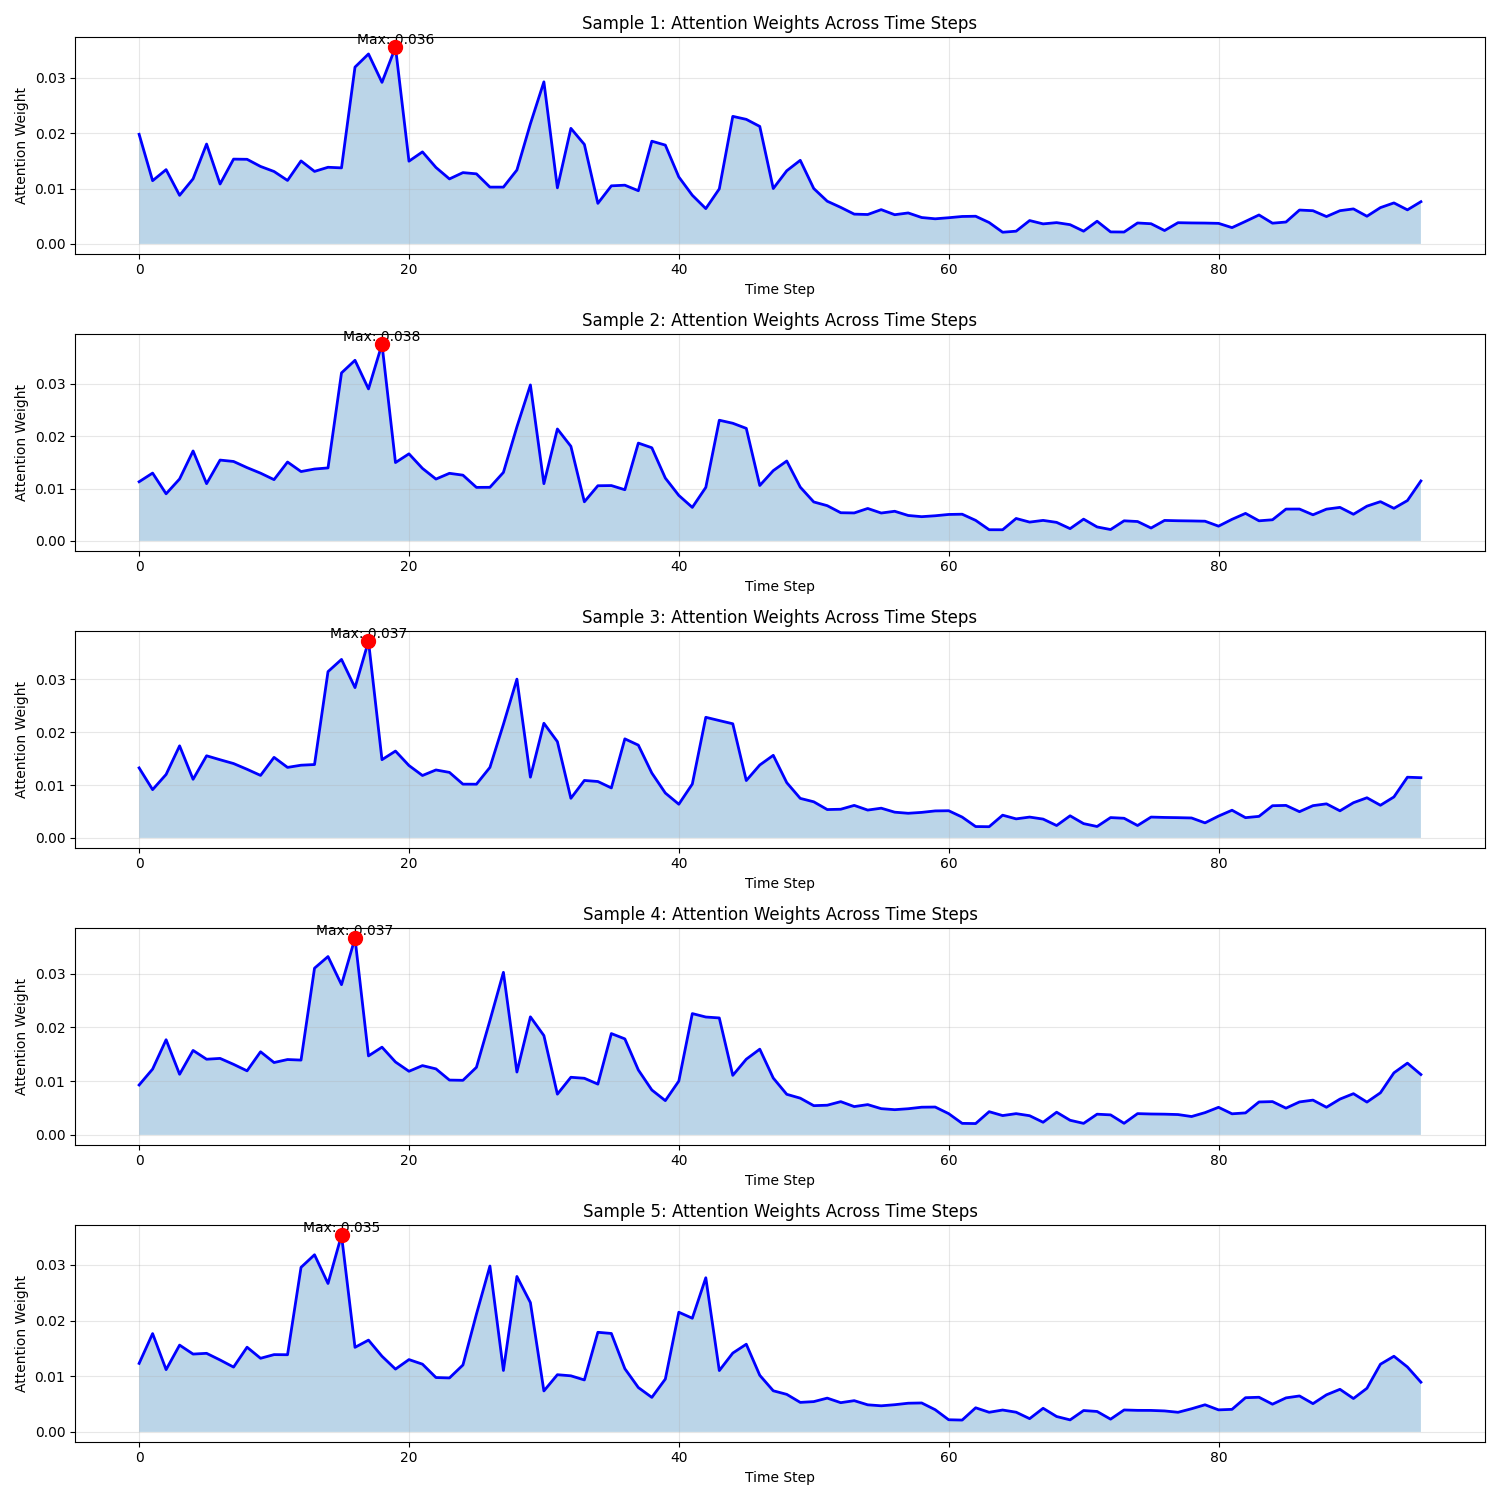 Sample 1: Attention Weights Across Time Steps
Max: 0.036
Attention Weight
0.03
0.02
0.01
0.00
0 20 40 60 80
Time Step
Sample 2: Attention Weights Across Time Steps
Max: 0.038
Attention Weight
0.03
0.02
0.01
0.00
0 20 40 60 80
Time Step
Sample 3: Attention Weights Across Time Steps
Max: 0.037
Attention Weight
0.03
0.02
0.01
0.00
0 20 40 60 80
Time Step
Sample 4: Attention Weights Across Time Steps
Max: 0.037
Attention Weight
0.03
0.02
0.01
0.00
0 20 40 60 80
Time Step
Sample 5: Attention Weights Across Time Steps
Max: 0.035
Attention Weight
0.03
0.02
0.01
0.00
0 20 40 60 80
Time Step